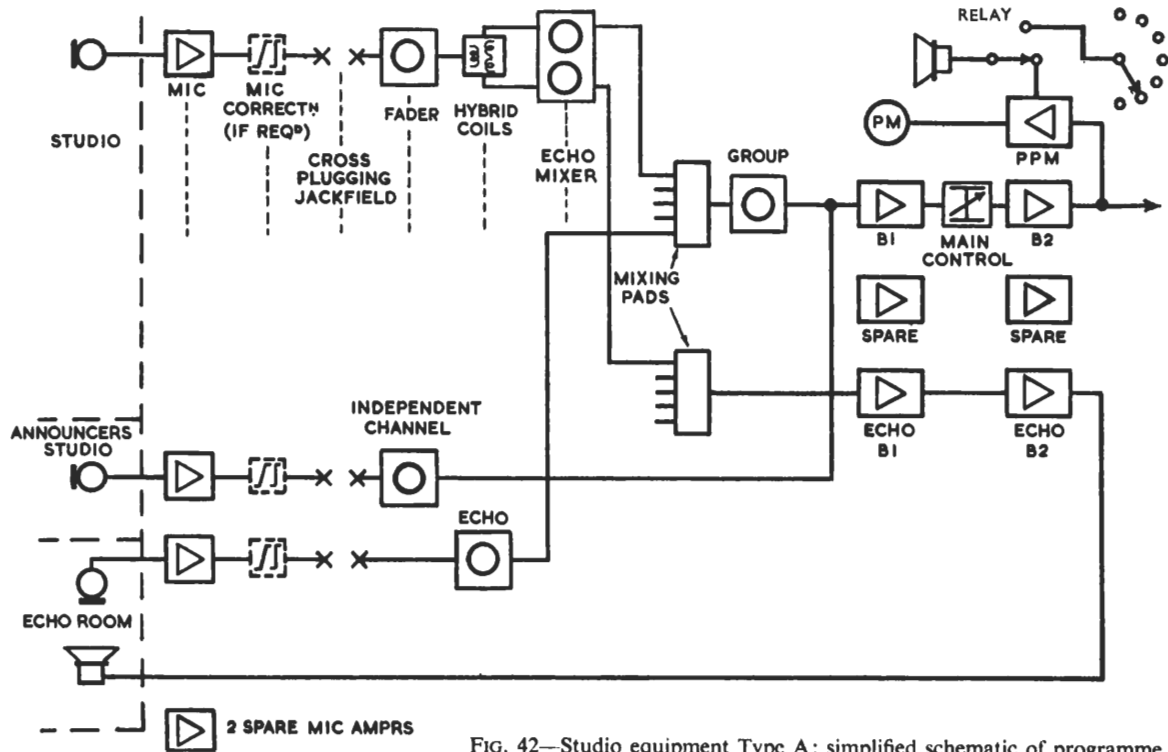 RELAY
STUDIO
MIC
MIC
CORRECTᴺ
(IF REQᴰ)
CROSS
PLUGGING
JACKFIELD
FADER
HYBRID
COILS
ECHO
MIXER
GROUP
PM
PPM
B1
MAIN
CONTROL
B2
MIXING
PADS
SPARE
SPARE
ANNOUNCERS
STUDIO
INDEPENDENT
CHANNEL
ECHO
B1
ECHO
B2
ECHO
ECHO ROOM
2 SPARE MIC AMPRS
FIG. 42—Studio equipment Type A: simplified schematic of programme